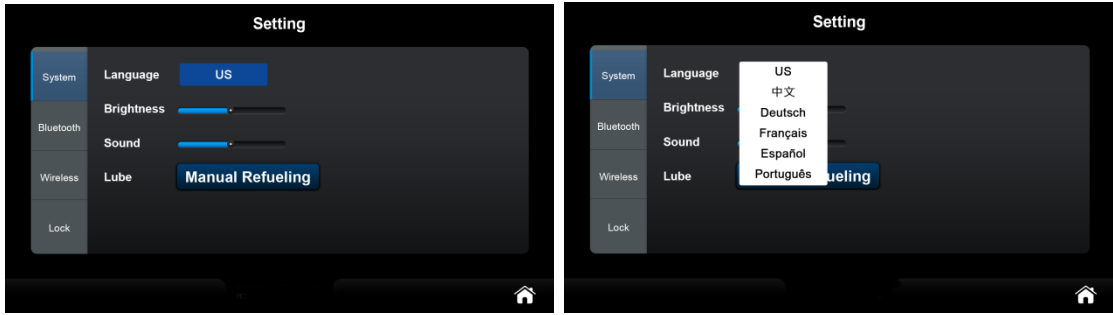 Setting
System
Language
US
Brightness
Bluetooth
Sound
Wireless
Lube
Manual Refueling
Lock
Setting
System
Language
US
中文
Brightness
Deutsch
Bluetooth
Français
Sound
Español
Wireless
Lube
Português
ueling
Lock